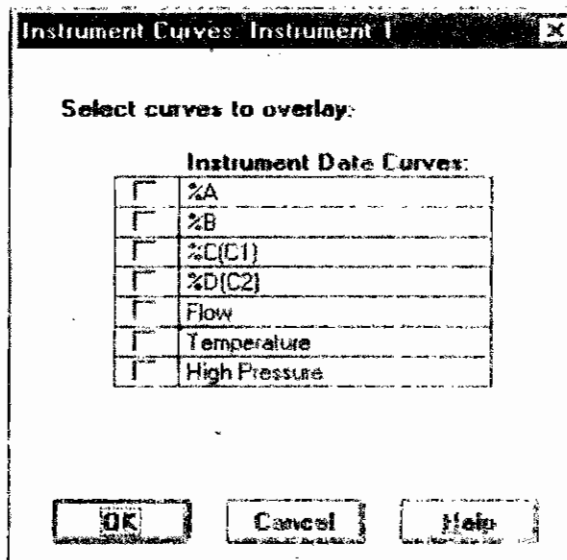 Instrument Curves: Instrument 1
Select curves to overlay:
Instrument Data Curves:
%A
%B
%C(C1)
%D(C2)
Flow
Temperature
High Pressure
OK
Cancel
Help